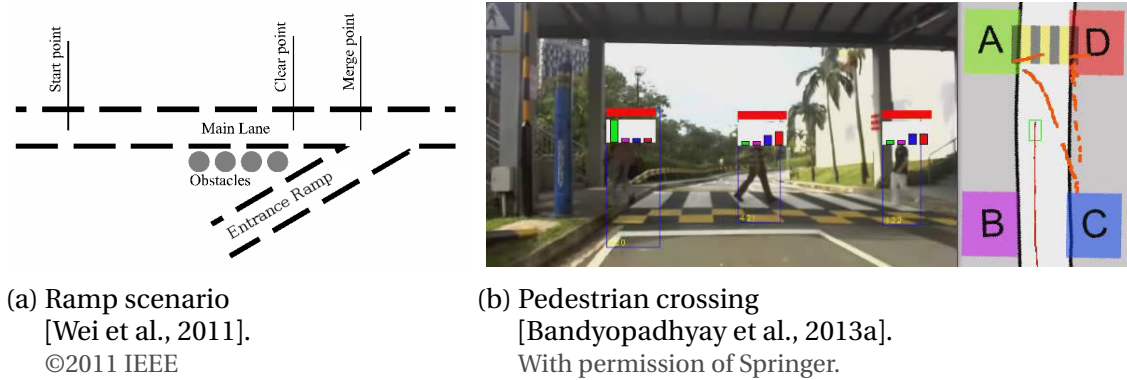 Start point
Clear point
Merge point
Main Lane
Obstacles
Entrance Ramp
421
A
D
B
C
(a) Ramp scenario
[Wei et al., 2011].
©2011 IEEE
(b) Pedestrian crossing
[Bandyopadhyay et al., 2013a].
With permission of Springer.